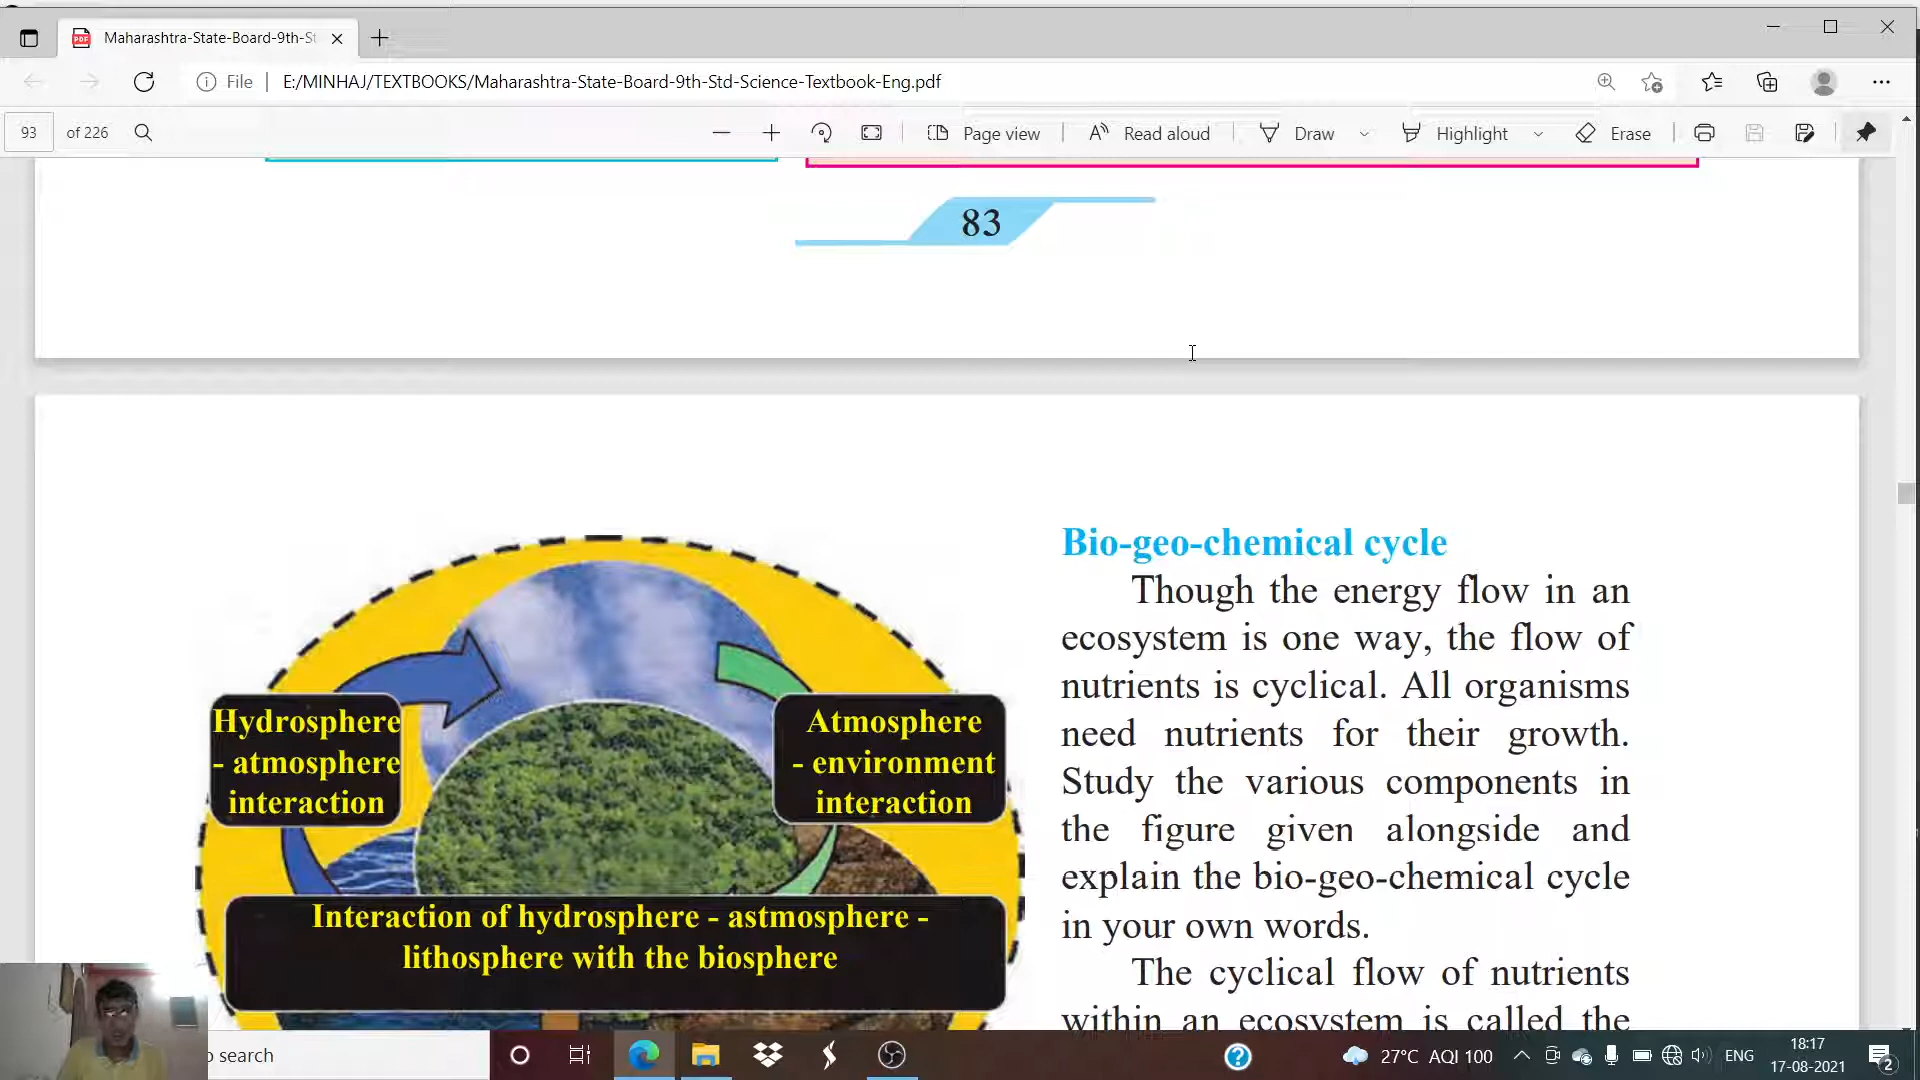 Maharashtra-State-Board-9th-St
File
E:/MINHAJ/TEXTBOOKS/Maharashtra-State-Board-9th-Std-Science-Textbook-Eng.pdf
93 of 226
Page view
Read aloud
Draw
Highlight
Erase
83
Hydrosphere
- atmosphere
interaction
Atmosphere
- environment
interaction
Interaction of hydrosphere - astmosphere -
lithosphere with the biosphere
Bio-geo-chemical cycle
Though the energy flow in an
ecosystem is one way, the flow of
nutrients is cyclical. All organisms
need nutrients for their growth.
Study the various components in
the figure given alongside and
explain the bio-geo-chemical cycle
in your own words.
The cyclical flow of nutrients
within an ecosystem is called the
search
27°C AQI 100
ENG
18:17
17-08-2021
2